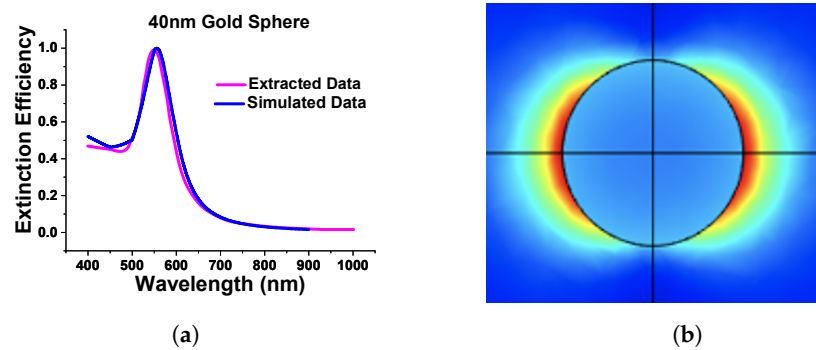 40nm Gold Sphere
Extinction Efficiency
1.0
0.8
0.6
0.4
0.2
0.0
Extracted Data
Simulated Data
400 500 600 700 800 900 1000
Wavelength (nm)
(a) (b)